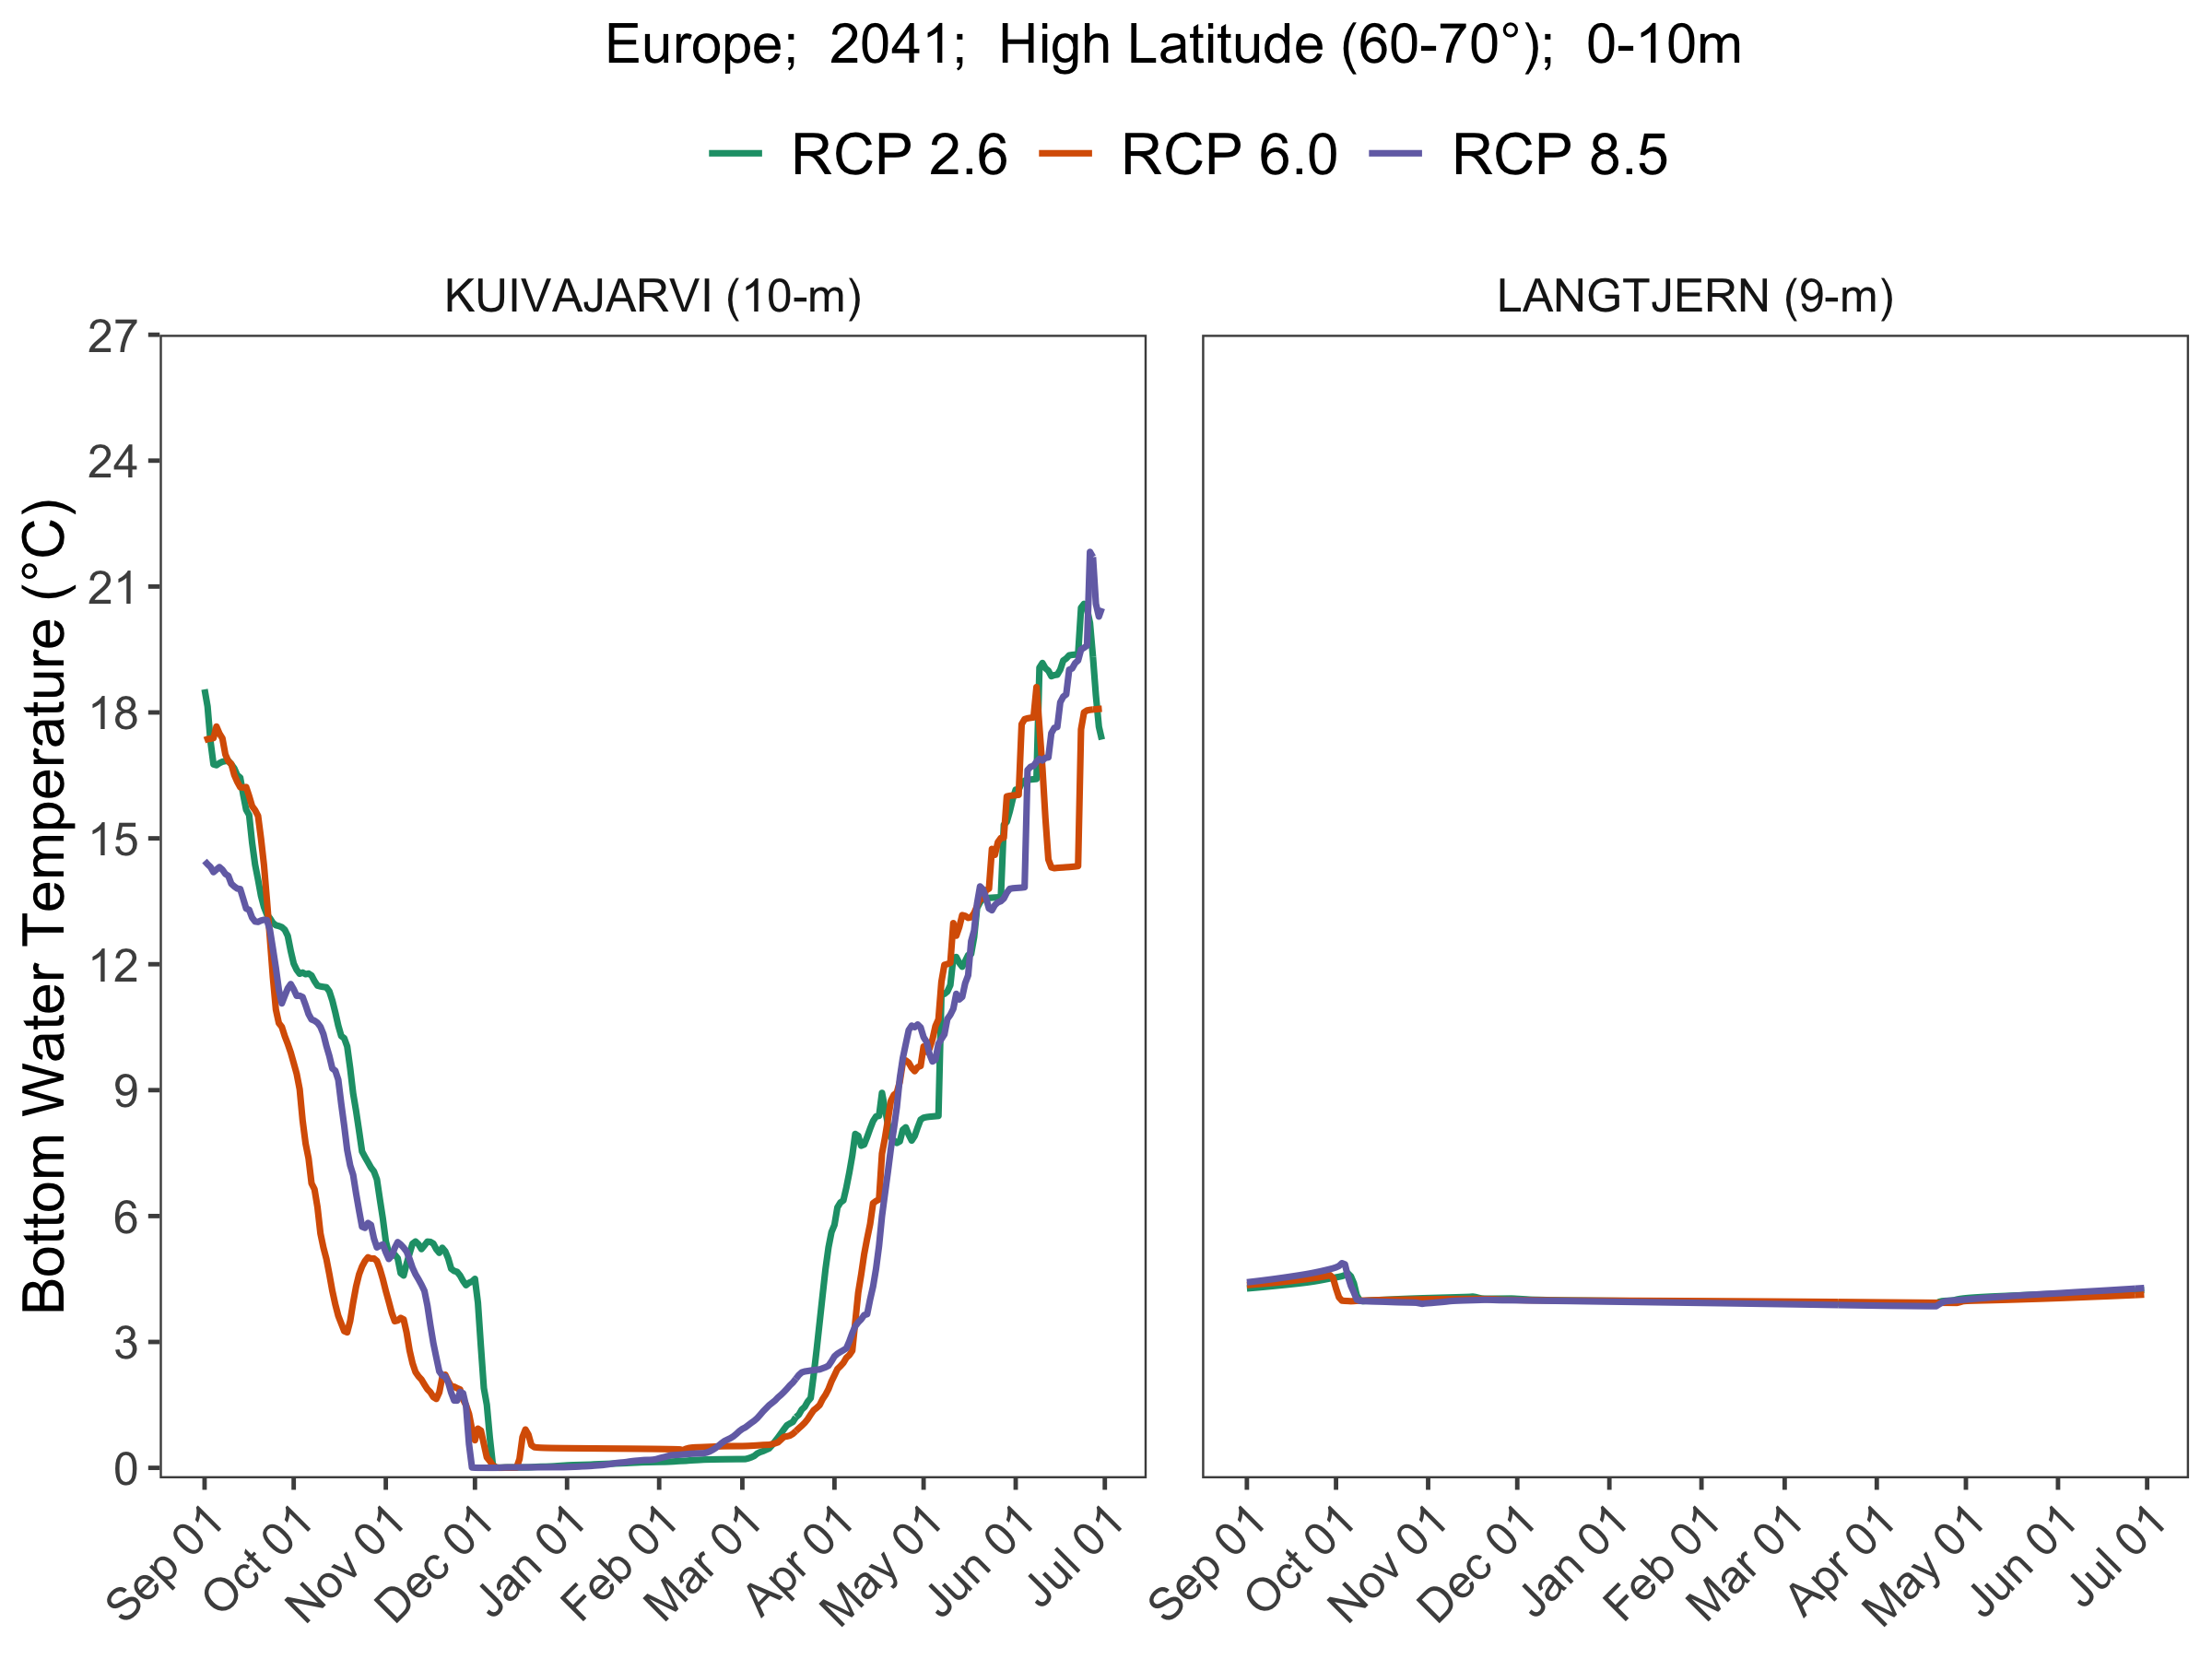 Europe;  2041;  High Latitude (60-70°);  0-10m
RCP 2.6 RCP 6.0 RCP 8.5
KUIVAJARVI (10-m)
LANGTJERN (9-m)
Bottom Water Temperature (°C)
27
24
21
18
15
12
9
6
3
0
Sep 01 Oct 01 Nov 01 Dec 01 Jan 01 Feb 01 Mar 01 Apr 01 May 01 Jun 01 Jul 01
Sep 01 Oct 01 Nov 01 Dec 01 Jan 01 Feb 01 Mar 01 Apr 01 May 01 Jun 01 Jul 01